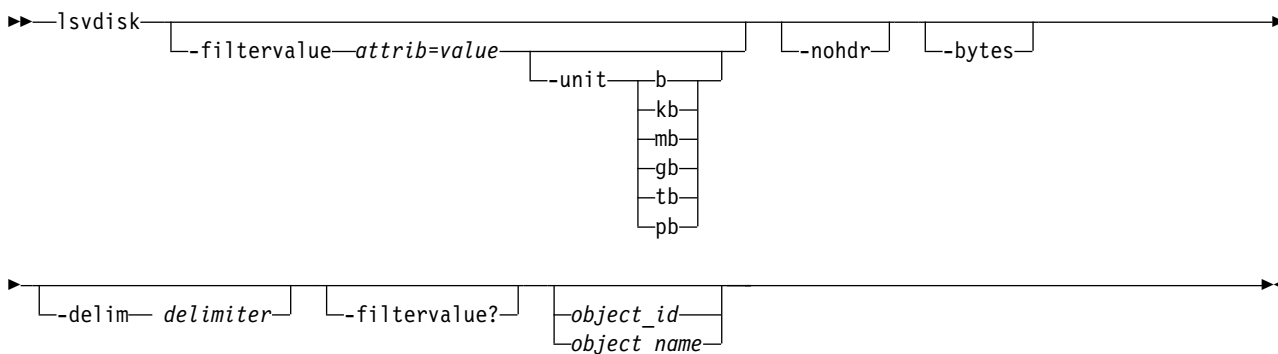 lsvdisk
-filtervalue attrib=value
-unit b
kb
mb
gb
tb
pb
-nohdr
-bytes
-delim delimiter
-filtervalue?
object_id
object_name